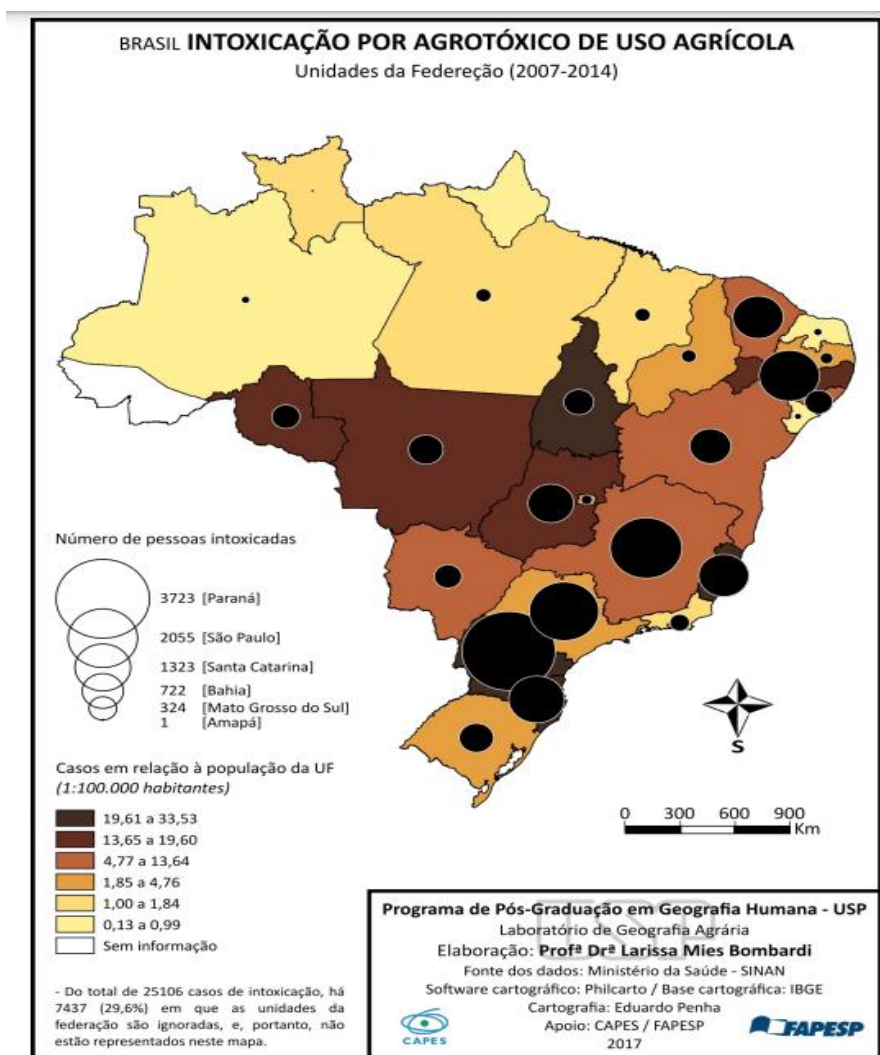 BRASIL INTOXICAÇÃO POR AGROTÓXICO DE USO AGRÍCOLA
Unidades da Federeção (2007-2014)
Número de pessoas intoxicadas
3723 [Paraná]
2055 [São Paulo]
1323 [Santa Catarina]
722 [Bahia]
324 [Mato Grosso do Sul]
1 [Amapá]
S
Casos em relação à população da UF
(1:100.000 habitantes)
19,61 a 33,53
13,65 a 19,60
4,77 a 13,64
1,85 a 4,76
1,00 a 1,84
0,13 a 0,99
Sem informação
0 300 600 900
Km
- Do total de 25106 casos de intoxicação, há
7437 (29,6%) em que as unidades da
federação são ignoradas, e, portanto, não
estão representados neste mapa.
USP
Programa de Pós-Graduação em Geografia Humana - USP
Laboratório de Geografia Agrária
Elaboração: Profª Drª Larissa Mies Bombardi
Fonte dos dados: Ministério da Saúde - SINAN
Software cartográfico: Philcarto / Base cartográfica: IBGE
Cartografia: Eduardo Penha
Apoio: CAPES / FAPESP
2017
CAPES
FAPESP